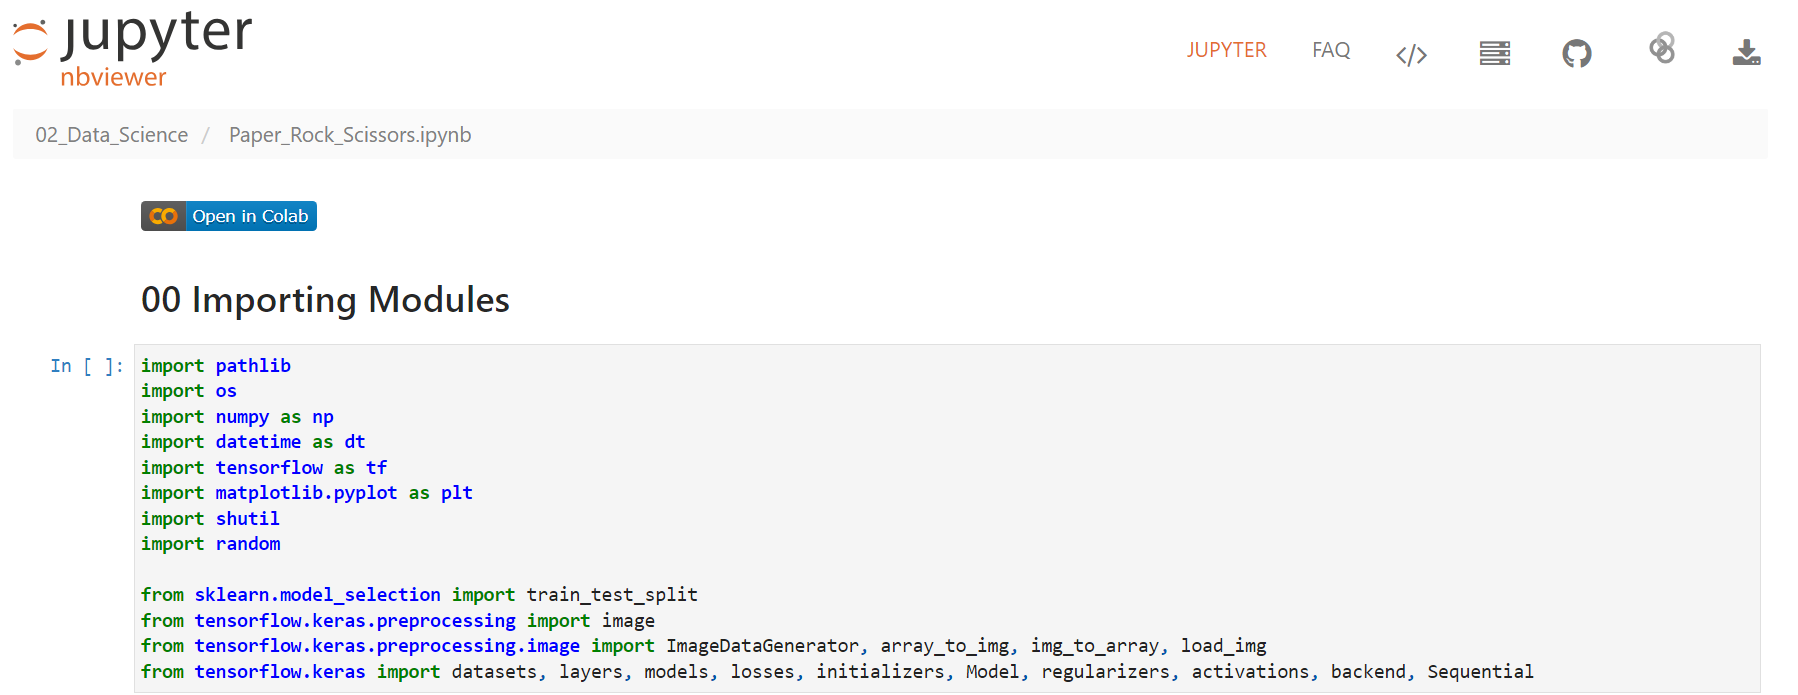 jupyter
nbviewer
JUPYTER FAQ </>
02_Data_Science / Paper_Rock_Scissors.ipynb
CO Open in Colab
00 Importing Modules
In [ ]: import pathlib
import os
import numpy as np
import datetime as dt
import tensorflow as tf
import matplotlib.pyplot as plt
import shutil
import random
from sklearn.model_selection import train_test_split
from tensorflow.keras.preprocessing import image
from tensorflow.keras.preprocessing.image import ImageDataGenerator, array_to_img, img_to_array, load_img
from tensorflow.keras import datasets, layers, models, losses, initializers, Model, regularizers, activations, backend, Sequential